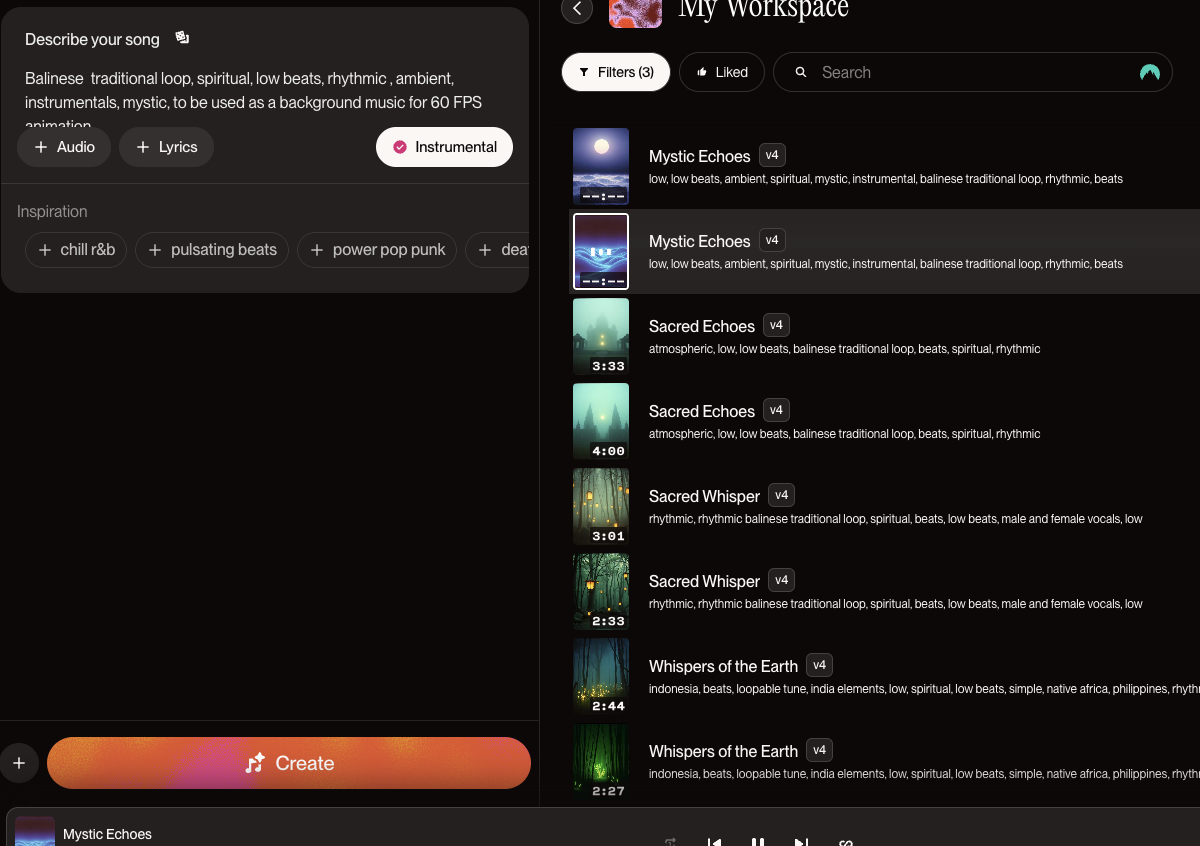 My Workspace
Describe your song
Balinese  traditional loop, spiritual, low beats, rhythmic , ambient,
instrumentals, mystic, to be used as a background music for 60 FPS
animation
Audio
Lyrics
Instrumental
Inspiration
chill r&b
pulsating beats
power pop punk
dea
Filters (3)
Liked
Search
Mystic Echoes v4
low, low beats, ambient, spiritual, mystic, instrumental, balinese traditional loop, rhythmic, beats
--:--
Mystic Echoes v4
low, low beats, ambient, spiritual, mystic, instrumental, balinese traditional loop, rhythmic, beats
--:--
Sacred Echoes v4
atmospheric, low, low beats, balinese traditional loop, beats, spiritual, rhythmic
3:33
Sacred Echoes v4
atmospheric, low, low beats, balinese traditional loop, beats, spiritual, rhythmic
4:00
Sacred Whisper v4
rhythmic, rhythmic balinese traditional loop, spiritual, beats, low beats, male and female vocals, low
3:01
Sacred Whisper v4
rhythmic, rhythmic balinese traditional loop, spiritual, beats, low beats, male and female vocals, low
2:33
Whispers of the Earth v4
indonesia, beats, loopable tune, india elements, low, spiritual, low beats, simple, native africa, philippines, rhyth
2:44
Whispers of the Earth v4
indonesia, beats, loopable tune, india elements, low, spiritual, low beats, simple, native africa, philippines, rhyth
2:27
Create
Mystic Echoes